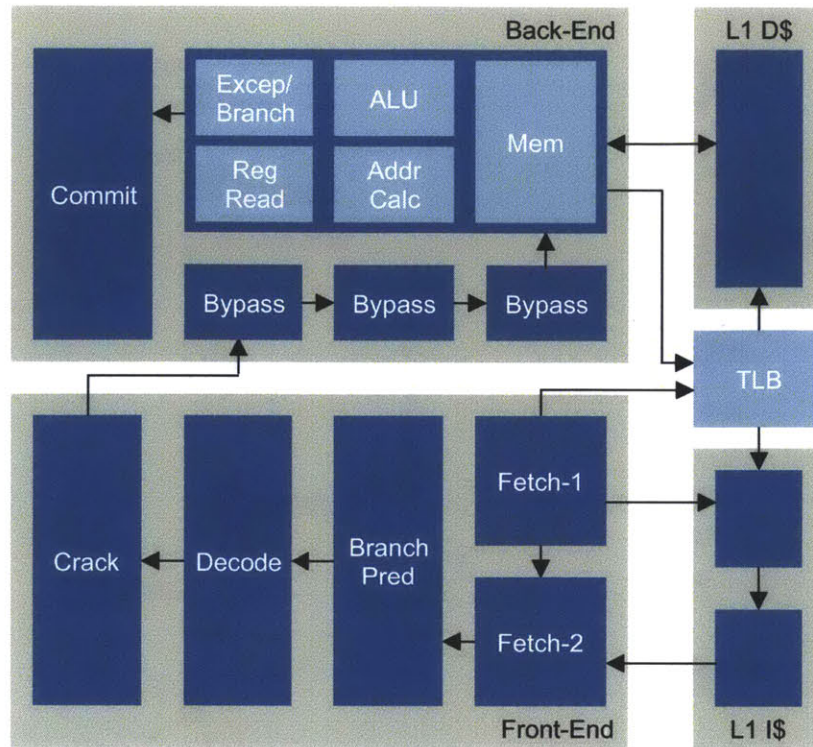 Back-End
L1 D$
Commit
Excep/
Branch
ALU
Mem
Reg
Read
Addr
Calc
Bypass
Bypass
Bypass
TLB
Crack
Decode
Branch
Pred
Fetch-1
Fetch-2
Front-End
L1 I$